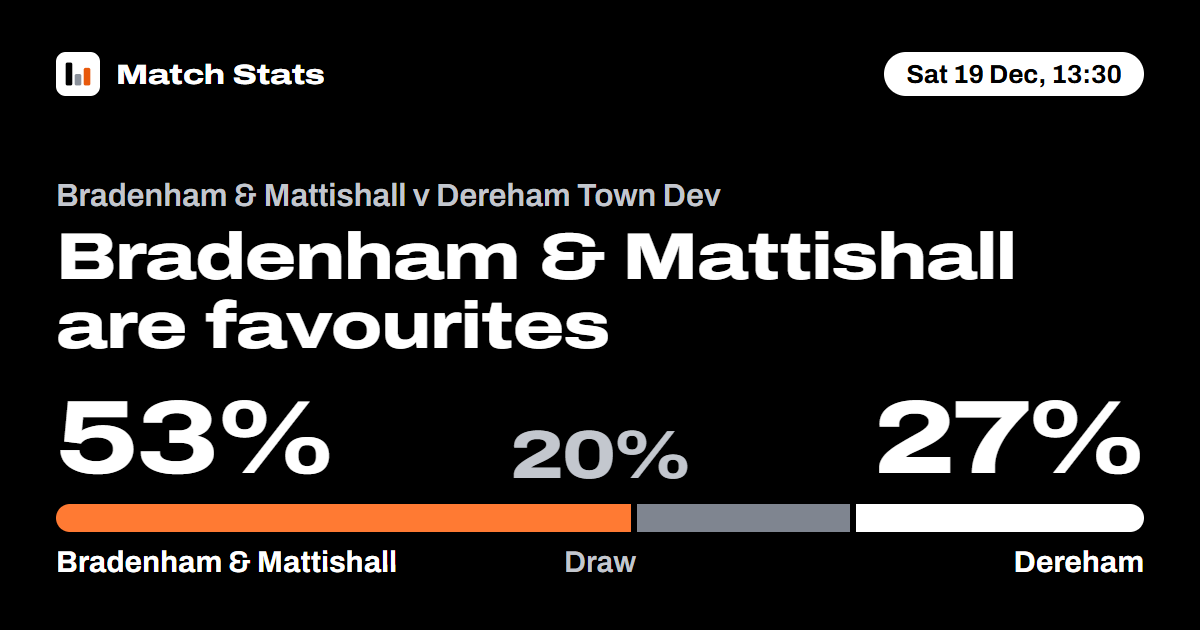 Match Stats
Sat 19 Dec, 13:30
Bradenham & Mattishall v Dereham Town Dev
Bradenham & Mattishall
are favourites
53%
20%
27%
Bradenham & Mattishall
Draw
Dereham